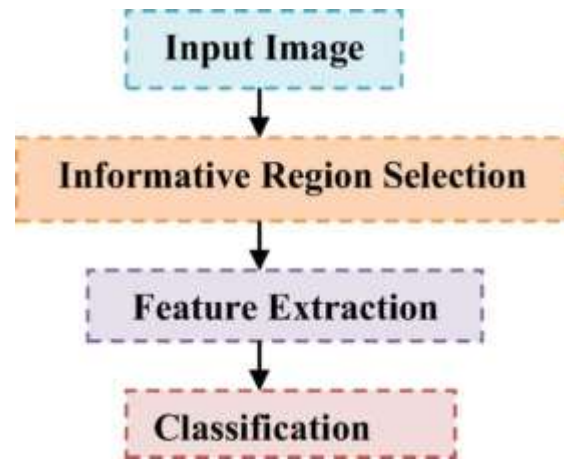 Input Image
Informative Region Selection
Feature Extraction
Classification